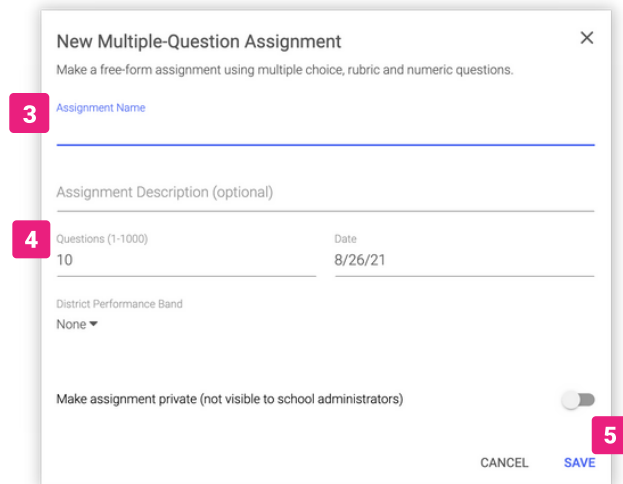 New Multiple-Question Assignment
Make a free-form assignment using multiple choice, rubric and numeric questions.
3
Assignment Name
Assignment Description (optional)
4
Questions (1-1000)
Date
10
8/26/21
District Performance Band
None
Make assignment private (not visible to school administrators)
5
CANCEL
SAVE